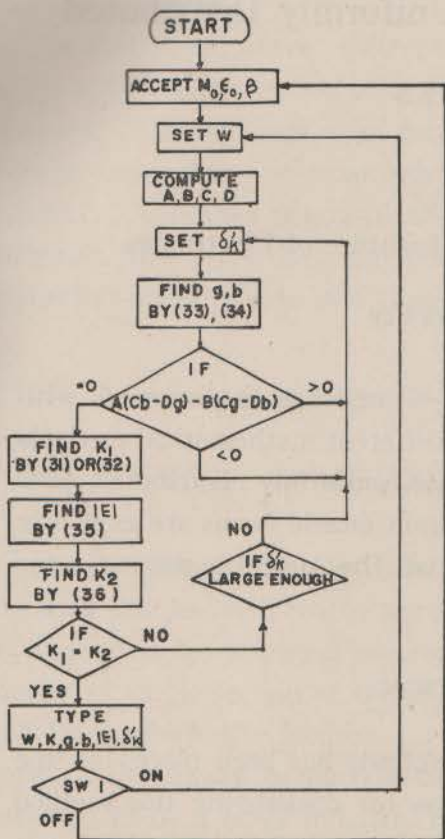 START
ACCEPT M₀, ε₀, β
SET W
COMPUTE
A, B, C, D
SET δ'ₖ
FIND g, b
BY (33), (34)
IF
A(Cb-Dg)-B(Cg-Db)
=0
>0
<0
FIND K₁
BY (31) OR (32)
FIND |E|
BY (35)
FIND K₂
BY (36)
IF
K₁ = K₂
NO
YES
NO
IF δ'ₖ
LARGE ENOUGH
TYPE
W, K, g, b, |E|, δ'ₖ
SW 1
ON
OFF